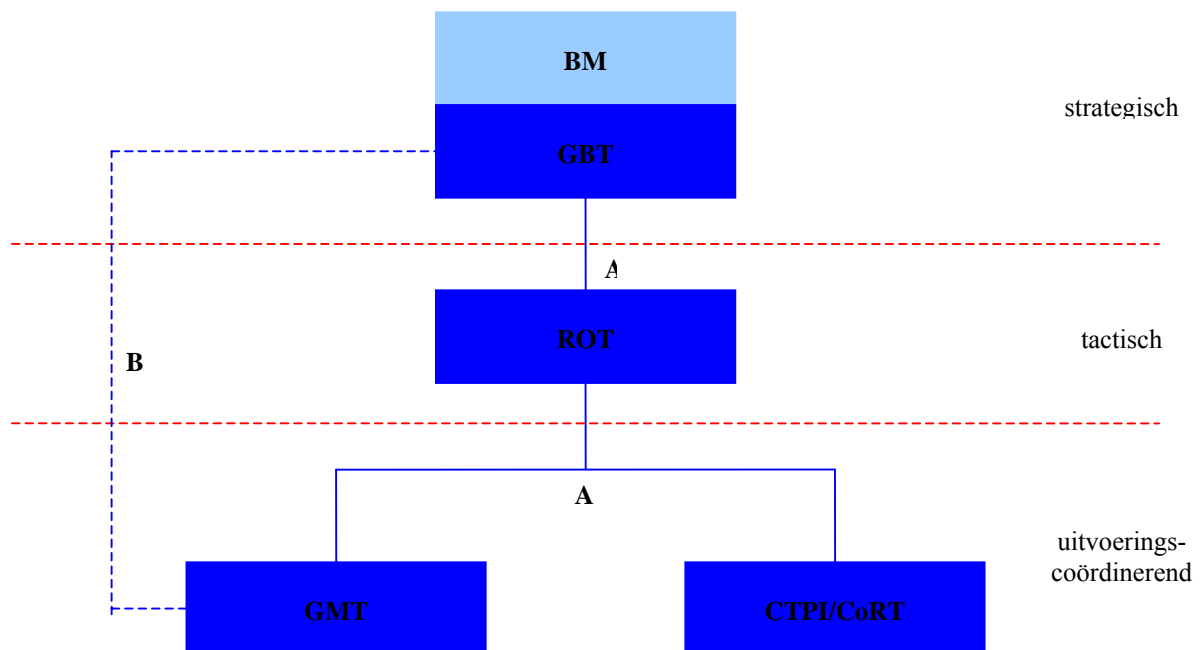 BM
strategisch
GBT
A
ROT
tactisch
B
A
uitvoerings-
coördinerend
GMT
CTPI/CoRT